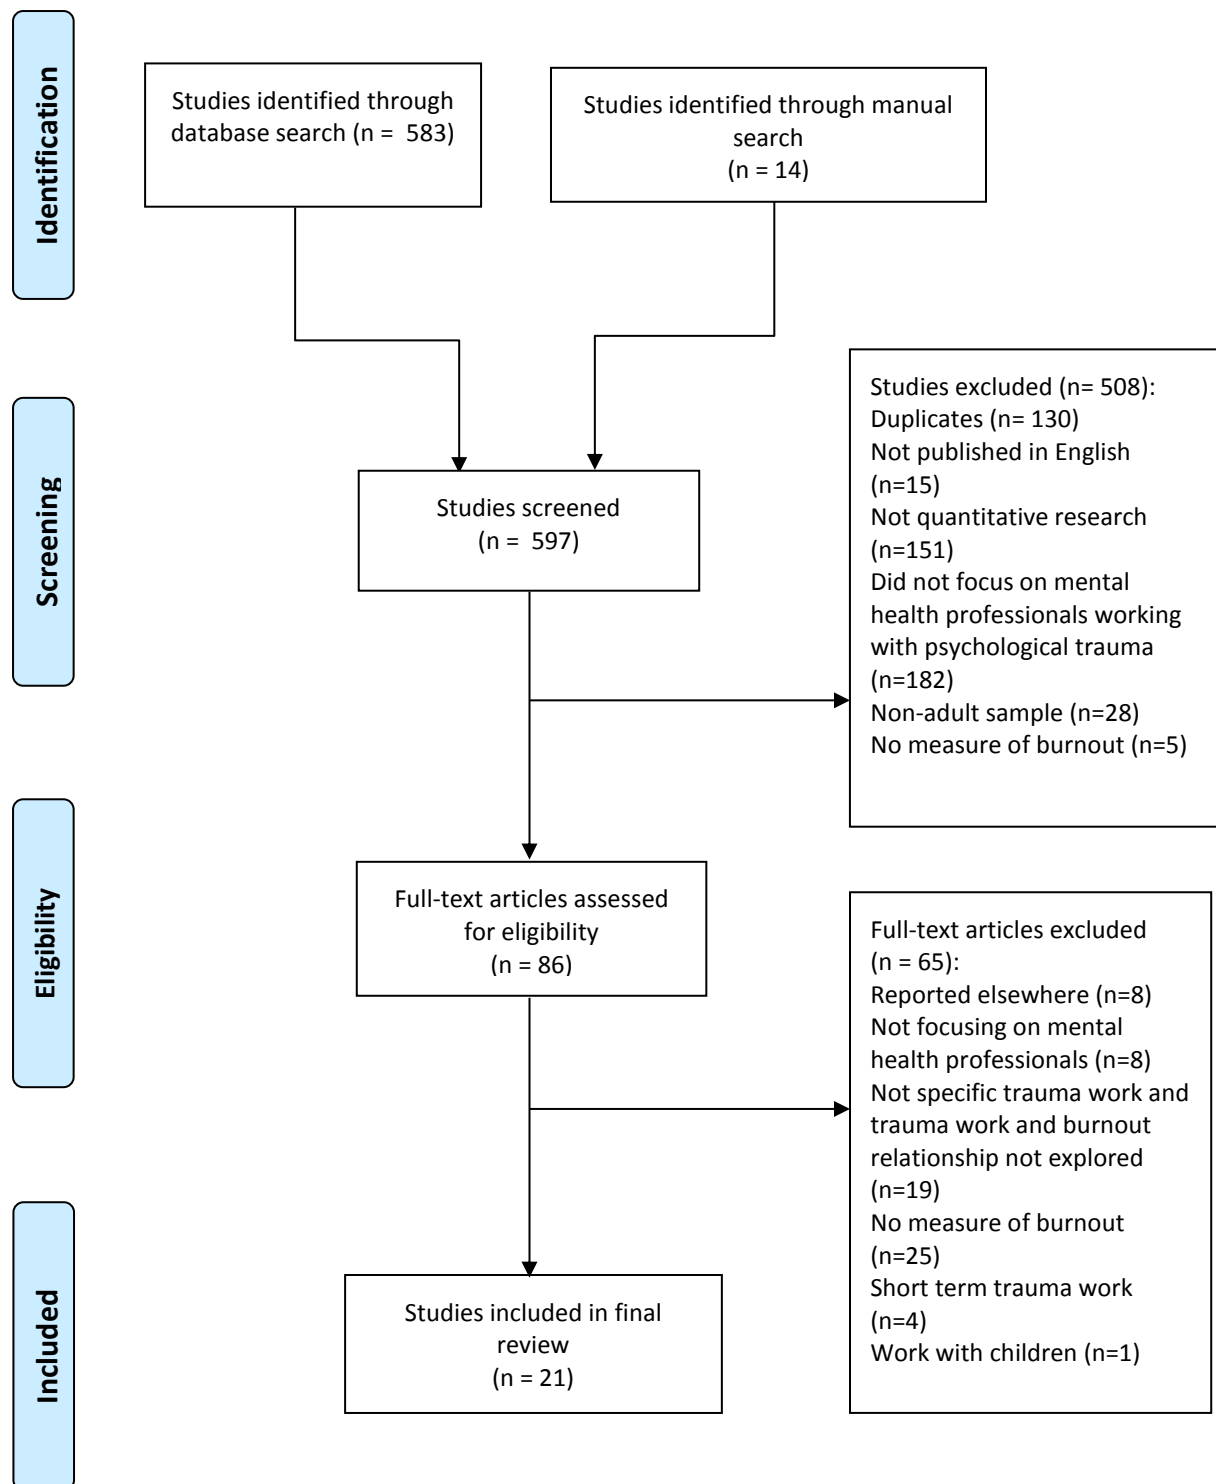 Identification
Studies identified through
database search (n = 583)
Studies identified through manual
search
(n = 14)
Screening
Studies screened
(n = 597)
Studies excluded (n= 508):
Duplicates (n= 130)
Not published in English
(n=15)
Not quantitative research
(n=151)
Did not focus on mental
health professionals working
with psychological trauma
(n=182)
Non-adult sample (n=28)
No measure of burnout (n=5)
Eligibility
Full-text articles assessed
for eligibility
(n = 86)
Full-text articles excluded
(n = 65):
Reported elsewhere (n=8)
Not focusing on mental
health professionals (n=8)
Not specific trauma work and
trauma work and burnout
relationship not explored
(n=19)
No measure of burnout
(n=25)
Short term trauma work
(n=4)
Work with children (n=1)
Included
Studies included in final
review
(n = 21)